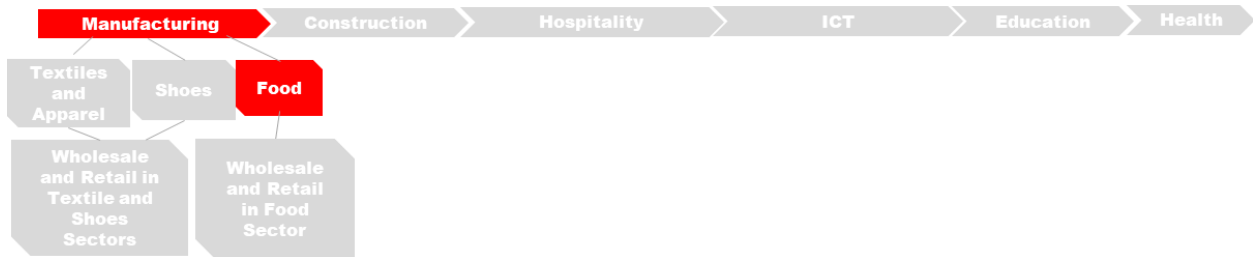 Manufacturing
Construction
Hospitality
ICT
Education
Health
Textiles
and
Apparel
Shoes
Food
Wholesale
and Retail in
Textile and
Shoes
Sectors
Wholesale
and Retail
in Food
Sector